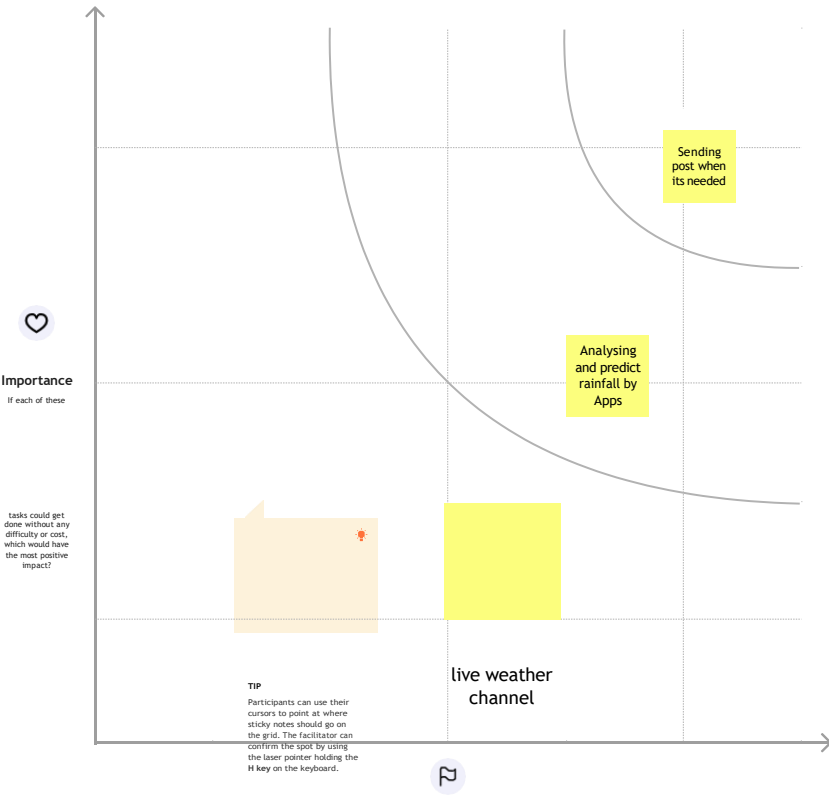 Sending
post when
its needed
Analysing
and predict
rainfall by
Apps
Importance
If each of these
tasks could get
done without any
difficulty or cost,
which would have
the most positive
impact?
live weather
channel
TIP
Participants can use their
cursors to point at where
sticky notes should go on
the grid. The facilitator can
confirm the spot by using
the laser pointer holding the
H key on the keyboard.